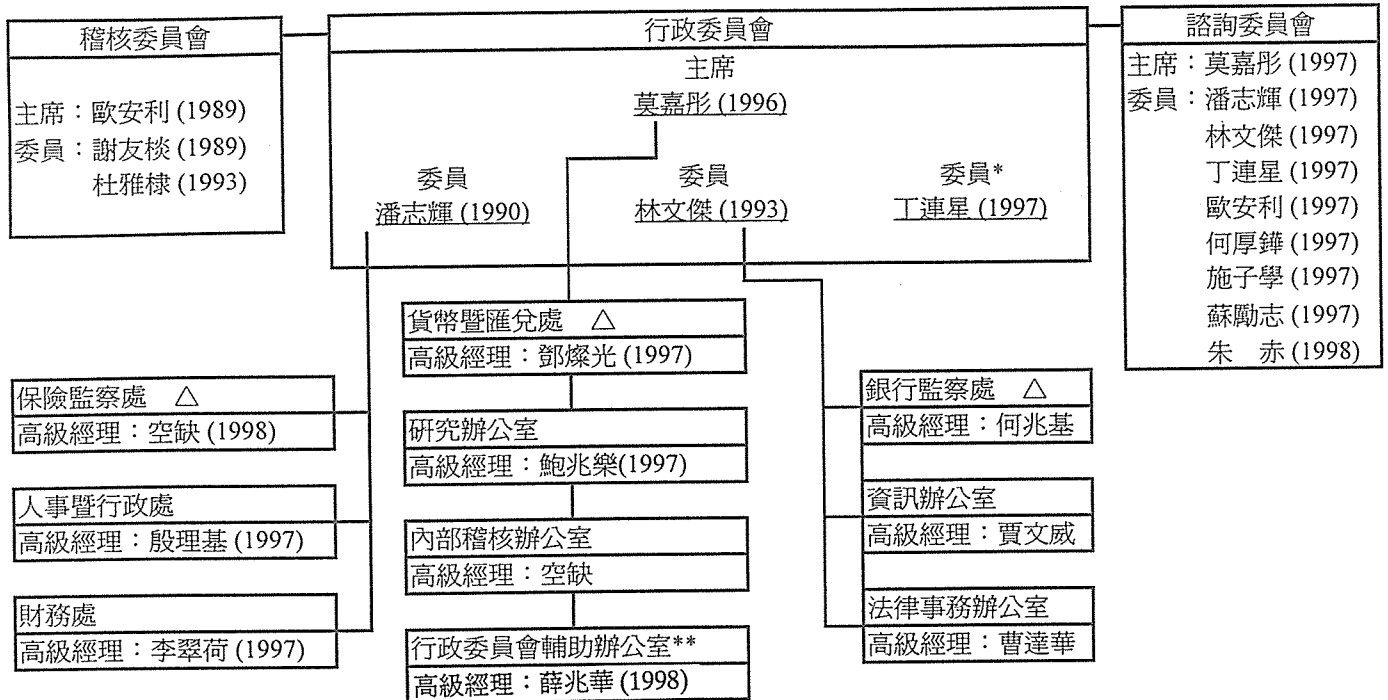 稽核委員會
主席：歐安利 (1989)
委員：謝友棪 (1989)
杜雅棣 (1993)
行政委員會
主席
莫嘉彤 (1996)
委員
潘志輝 (1990)
委員
林文傑 (1993)
委員*
丁連星 (1997)
諮詢委員會
主席：莫嘉彤 (1997)
委員：潘志輝 (1997)
林文傑 (1997)
丁連星 (1997)
歐安利 (1997)
何厚鏵 (1997)
施子學 (1997)
蘇勵志 (1997)
朱　赤 (1998)
保險監察處 △
高級經理：空缺 (1998)
人事暨行政處
高級經理：殷理基 (1997)
財務處
高級經理：李翠荷 (1997)
貨幣暨匯兌處 △
高級經理：鄧燦光 (1997)
研究辦公室
高級經理：鮑兆樂(1997)
內部稽核辦公室
高級經理：空缺
行政委員會輔助辦公室**
高級經理：薛兆華 (1998)
銀行監察處 △
高級經理：何兆基
資訊辦公室
高級經理：賈文威
法律事務辦公室
高級經理：曹達華